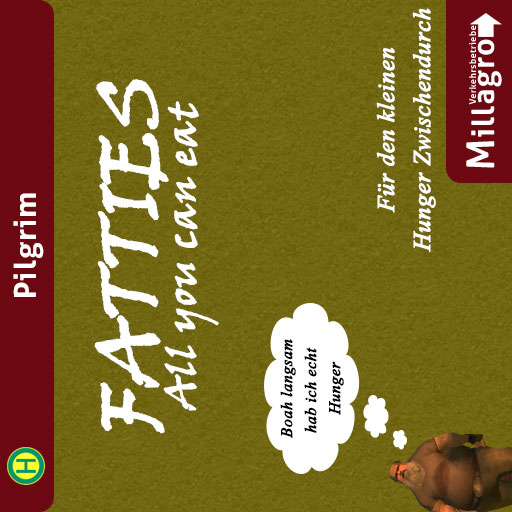 H
Pilgrim
FATTIES
All you can eat
Boah langsam
hab ich echt
Hunger
Für den kleinen
Hunger Zwischendurch
Verkehrsbetriebe
Millagro